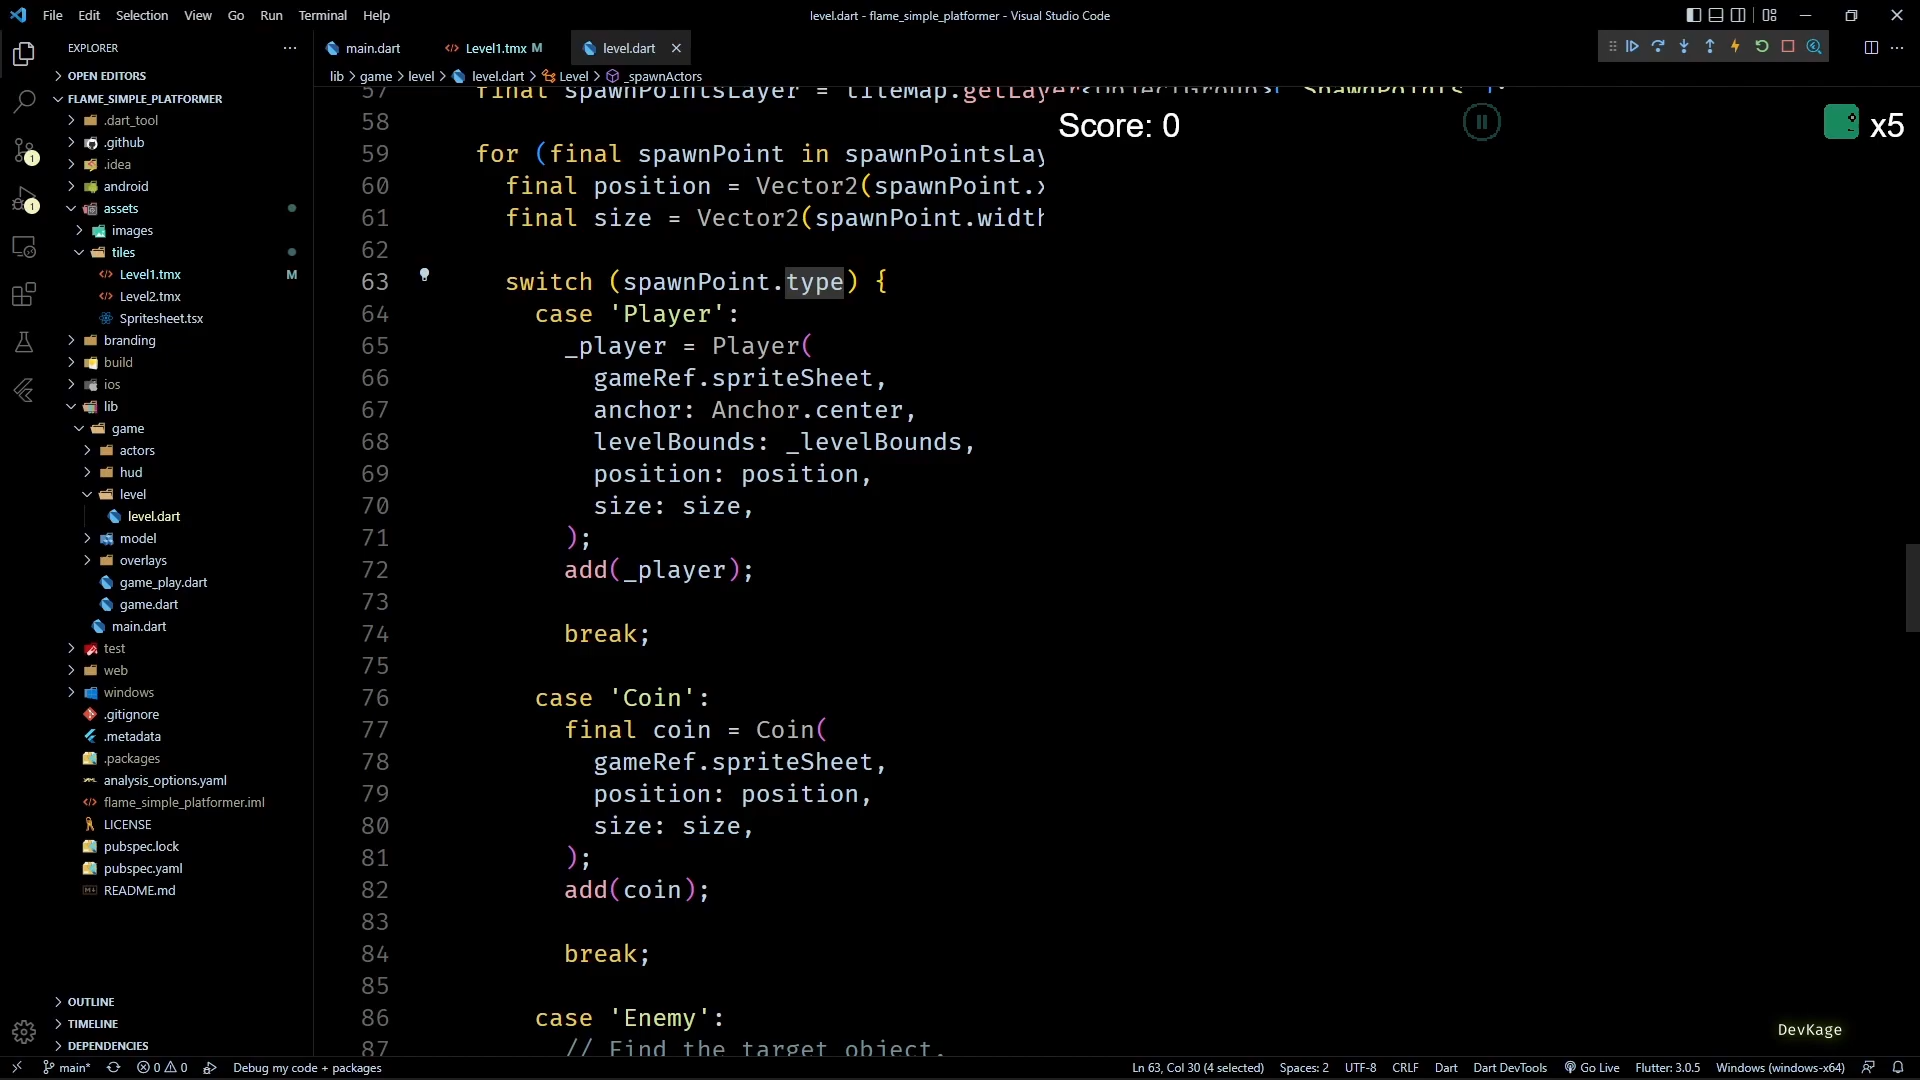 File Edit Selection View Go Run Terminal Help
level.dart - flame_simple_platformer - Visual Studio Code
EXPLORER
OPEN EDITORS
FLAME_SIMPLE_PLATFORMER
.dart_tool
.github
.idea
android
assets
images
tiles
Level1.tmx M
Level2.tmx
Spritesheet.tsx
branding
build
ios
lib
game
actors
hud
level
level.dart
model
overlays
game_play.dart
game.dart
main.dart
test
web
windows
.gitignore
.metadata
.packages
analysis_options.yaml
flame_simple_platformer.iml
LICENSE
pubspec.lock
pubspec.yaml
README.md
OUTLINE
TIMELINE
DEPENDENCIES
1
1
main.dart Level1.tmx M level.dart
lib > game > level > level.dart > Level > _spawnActors
57 final spawnPointsLayer = tileMap.getLayer<ObjectGroup>('SpawnPoints');
58
59 for (final spawnPoint in spawnPointsLay
60 final position = Vector2(spawnPoint.x
61 final size = Vector2(spawnPoint.width
62
63 switch (spawnPoint.type) {
64 case 'Player':
65 _player = Player(
66 gameRef.spriteSheet,
67 anchor: Anchor.center,
68 levelBounds: _levelBounds,
69 position: position,
70 size: size,
71 );
72 add(_player);
73
74 break;
75
76 case 'Coin':
77 final coin = Coin(
78 gameRef.spriteSheet,
79 position: position,
80 size: size,
81 );
82 add(coin);
83
84 break;
85
86 case 'Enemy':
87 // Find the target object.
Score: 0
x5
DevKage
main* 0 0 Debug my code + packages
Ln 63, Col 30 (4 selected) Spaces: 2 UTF-8 CRLF Dart Dart DevTools Go Live Flutter: 3.0.5 Windows (windows-x64)